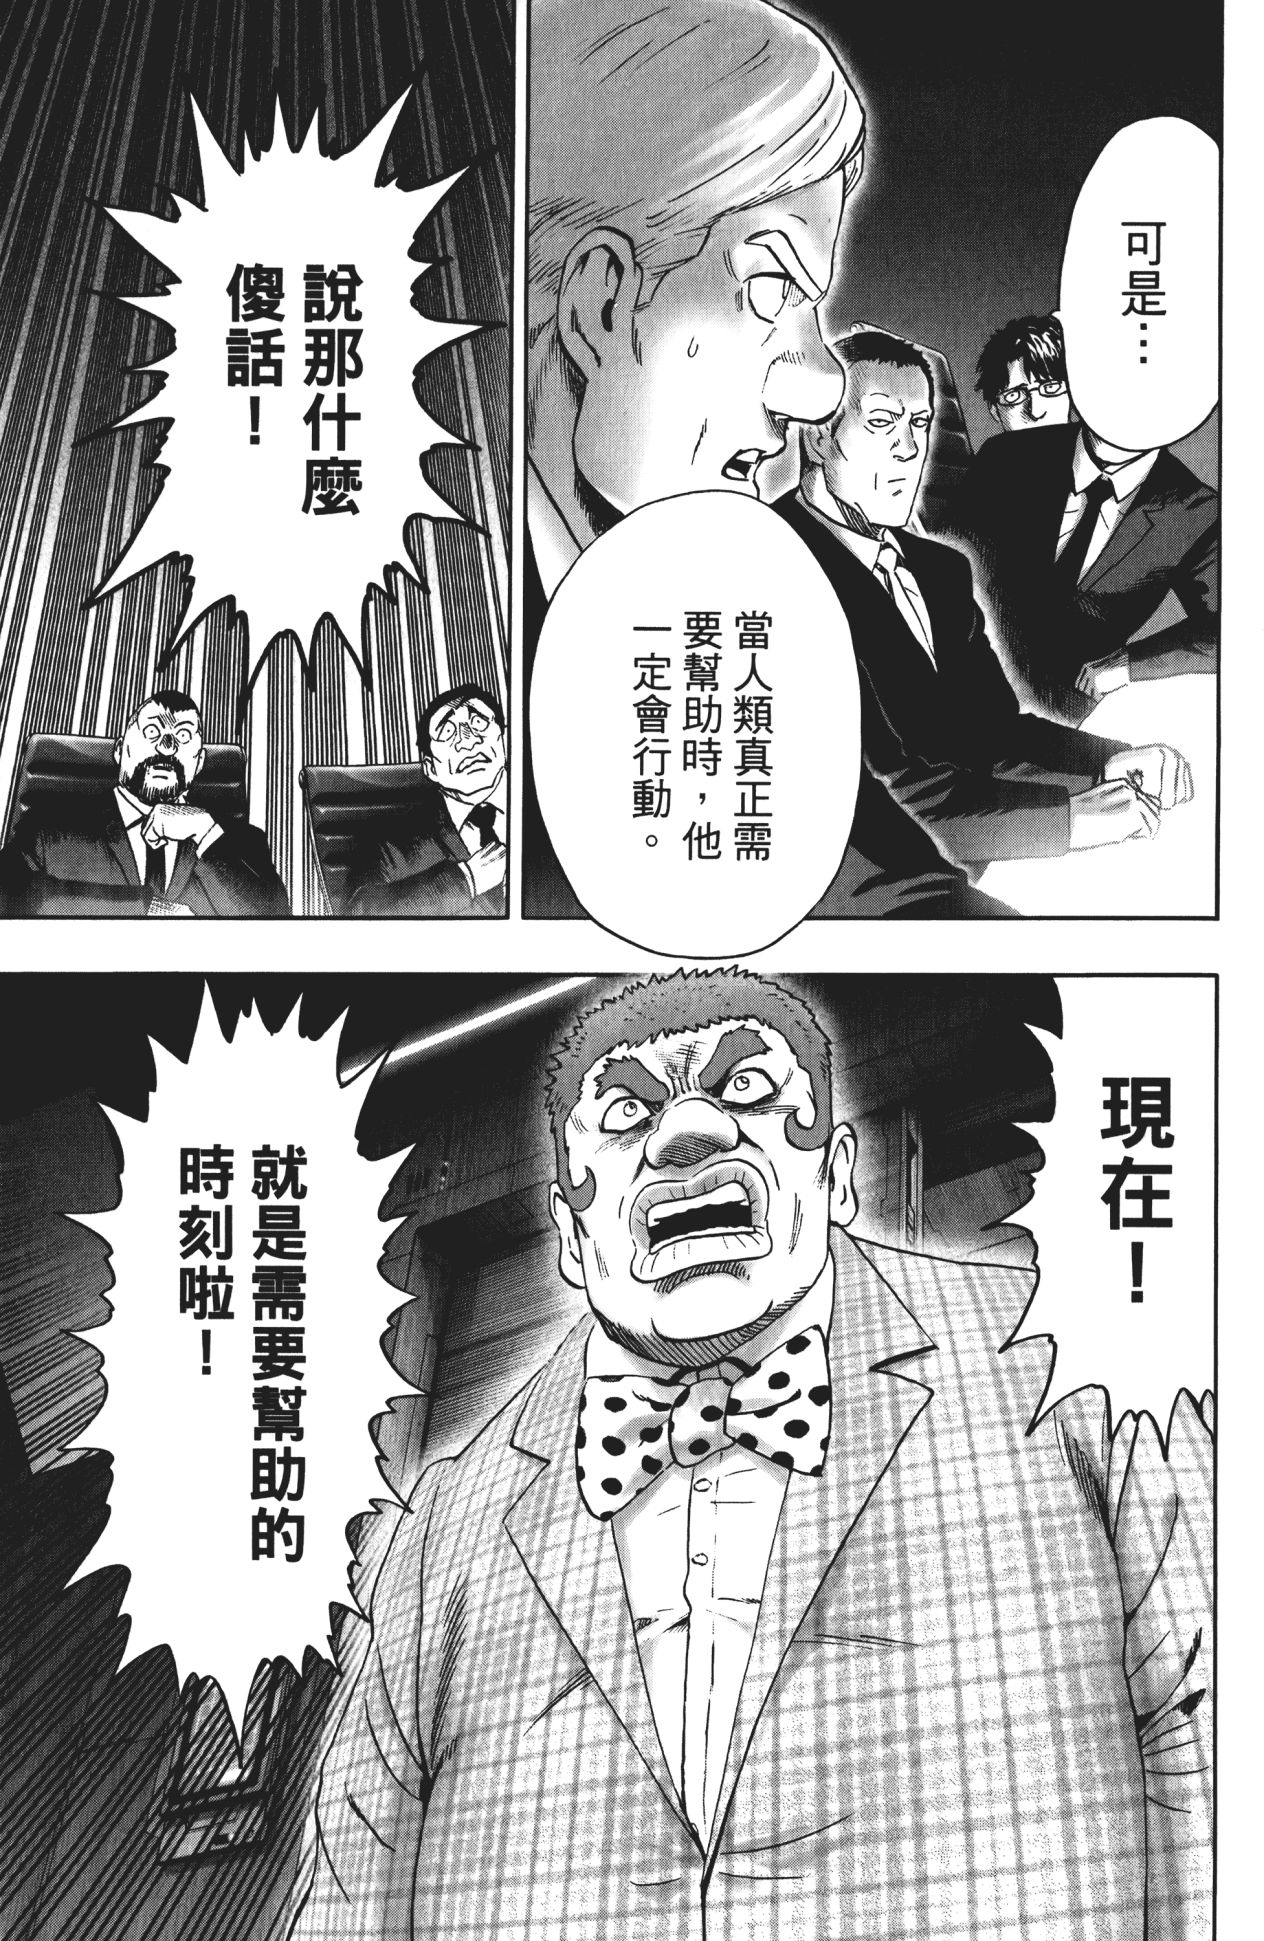 可是…
當人類真正需
要幫助時，他
一定會行動。
說那什麼
傻話！
現在！
就是需要幫助的
時刻啦！